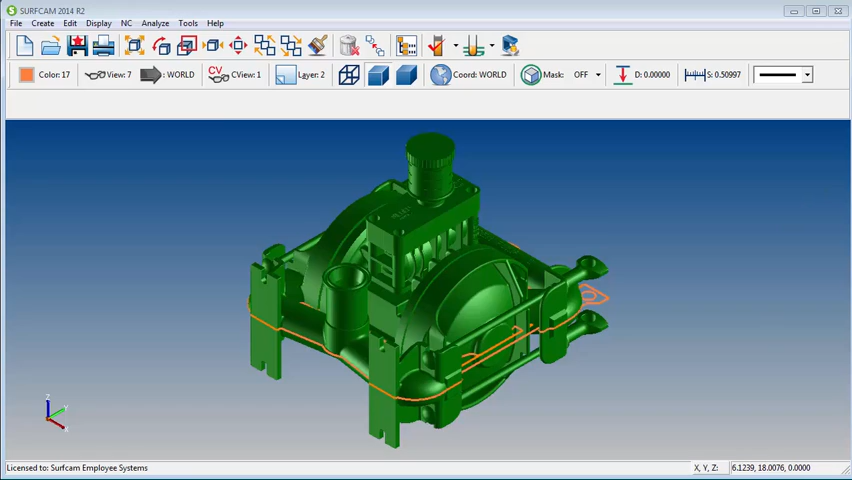 SURFCAM 2014 R2
File Create Edit Display NC Analyze Tools Help
Color: 17 View: 7 : WORLD CV CView: 1 Layer: 2 Coord: WORLD Mask: OFF D: 0.00000 S: 0.50997
Z
Y
X
Licensed to: Surfcam Employee Systems X, Y, Z: 6.1239, 18.0076, 0.0000